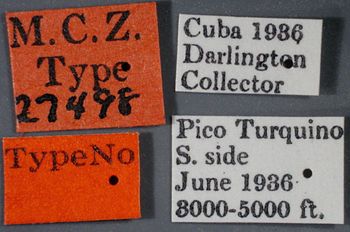 M.C.Z.
Type
27498
Cuba 1936
Darlington
Collector
TypeNo
Pico Turquino
S. side
June 1936
3000-5000 ft.